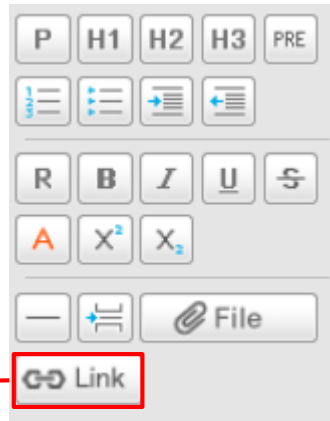 P H1 H2 H3 PRE
R B I U S
A X² X₂
File
Link